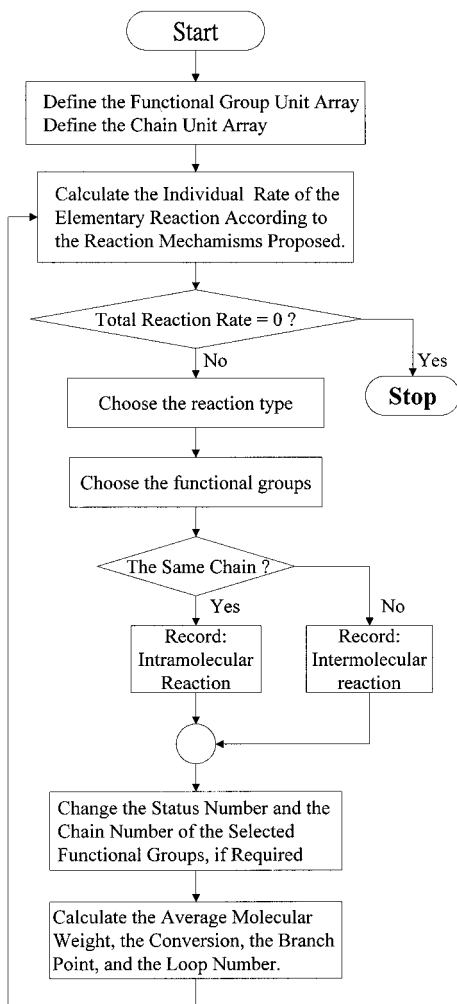 Start
Define the Functional Group Unit Array
Define the Chain Unit Array
Calculate the Individual Rate of the
Elementary Reaction According to
the Reaction Mechamisms Proposed.
Total Reaction Rate = 0 ?
No
Yes
Stop
Choose the reaction type
Choose the functional groups
The Same Chain ?
Yes
No
Record:
Intramolecular
Reaction
Record:
Intermolecular
reaction
Change the Status Number and the
Chain Number of the Selected
Functional Groups, if Required
Calculate the Average Molecular
Weight, the Conversion, the Branch
Point, and the Loop Number.